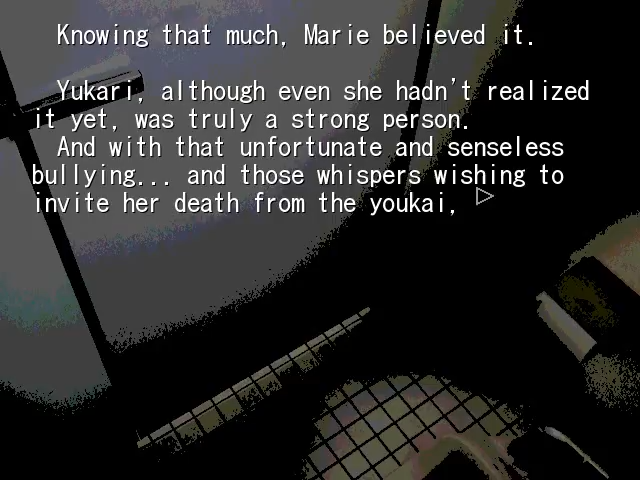 Knowing that much, Marie believed it.
Yukari, although even she hadn't realized
it yet, was truly a strong person.
And with that unfortunate and senseless
bullying... and those whispers wishing to
invite her death from the youkai,